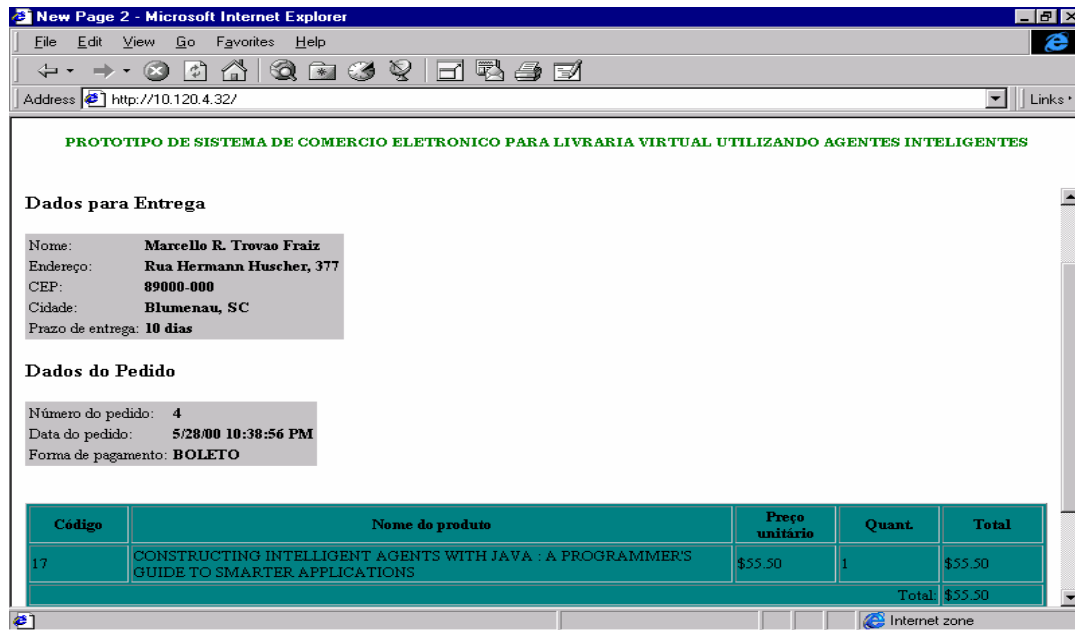 New Page 2 - Microsoft Internet Explorer
File Edit View Go Favorites Help
Address http://10.120.4.32/ Links
PROTOTIPO DE SISTEMA DE COMERCIO ELETRONICO PARA LIVRARIA VIRTUAL UTILIZANDO AGENTES INTELIGENTES
Dados para Entrega
Nome: Marcello R. Trovao Fraiz
Endereço: Rua Hermann Huscher, 377
CEP: 89000-000
Cidade: Blumenau, SC
Prazo de entrega: 10 dias
Dados do Pedido
Número do pedido: 4
Data do pedido: 5/28/00 10:38:56 PM
Forma de pagamento: BOLETO
Código Nome do produto Preço unitário Quant. Total
17 CONSTRUCTING INTELLIGENT AGENTS WITH JAVA : A PROGRAMMER'S
GUIDE TO SMARTER APPLICATIONS $55.50 1 $55.50
Total: $55.50
Internet zone